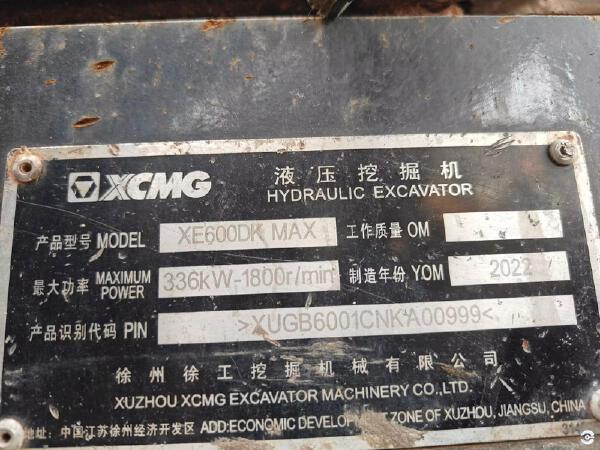 XCMG 液压挖掘机
HYDRAULIC EXCAVATOR
产品型号 MODEL XE600DK MAX 工作质量 OM
最大功率 MAXIMUM POWER 336kW-1800r/min 制造年份 YOM 2022
产品识别代码 PIN >XUGB6001CNKA00999<
徐州徐工挖掘机械有限公司
XUZHOU XCMG EXCAVATOR MACHINERY CO.,LTD.
地址: 中国江苏徐州经济开发区 ADD:ECONOMIC DEVELOPMENT ZONE OF XUZHOU, JIANGSU, CHINA